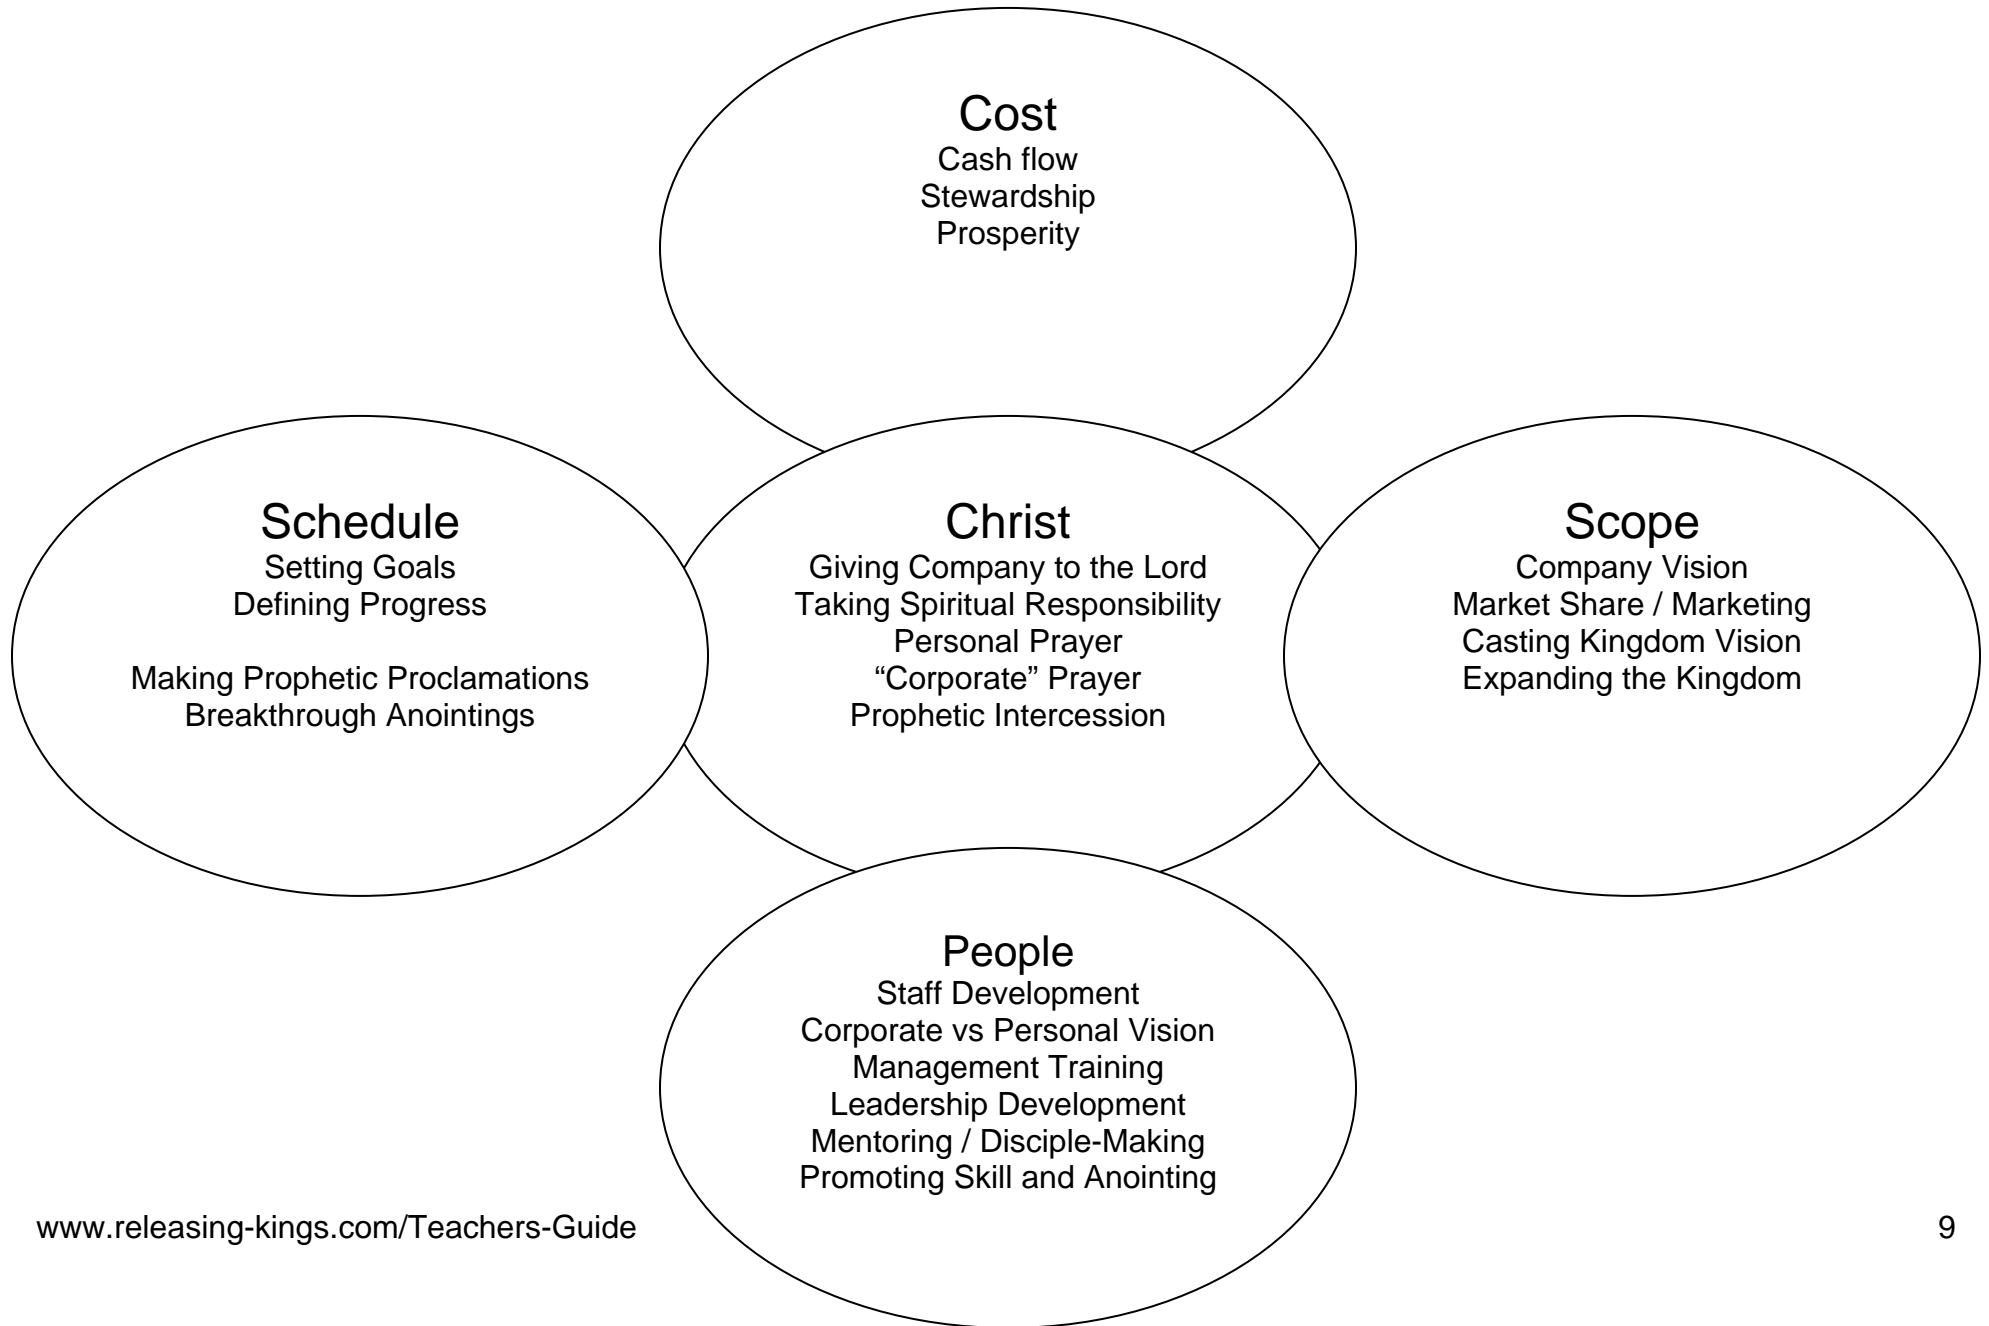 Cost
Cash flow
Stewardship
Prosperity
Schedule
Setting Goals
Defining Progress
Making Prophetic Proclamations
Breakthrough Anointings
Christ
Giving Company to the Lord
Taking Spiritual Responsibility
Personal Prayer
“Corporate” Prayer
Prophetic Intercession
Scope
Company Vision
Market Share / Marketing
Casting Kingdom Vision
Expanding the Kingdom
People
Staff Development
Corporate vs Personal Vision
Management Training
Leadership Development
Mentoring / Disciple-Making
Promoting Skill and Anointing
www.releasing-kings.com/Teachers-Guide
9